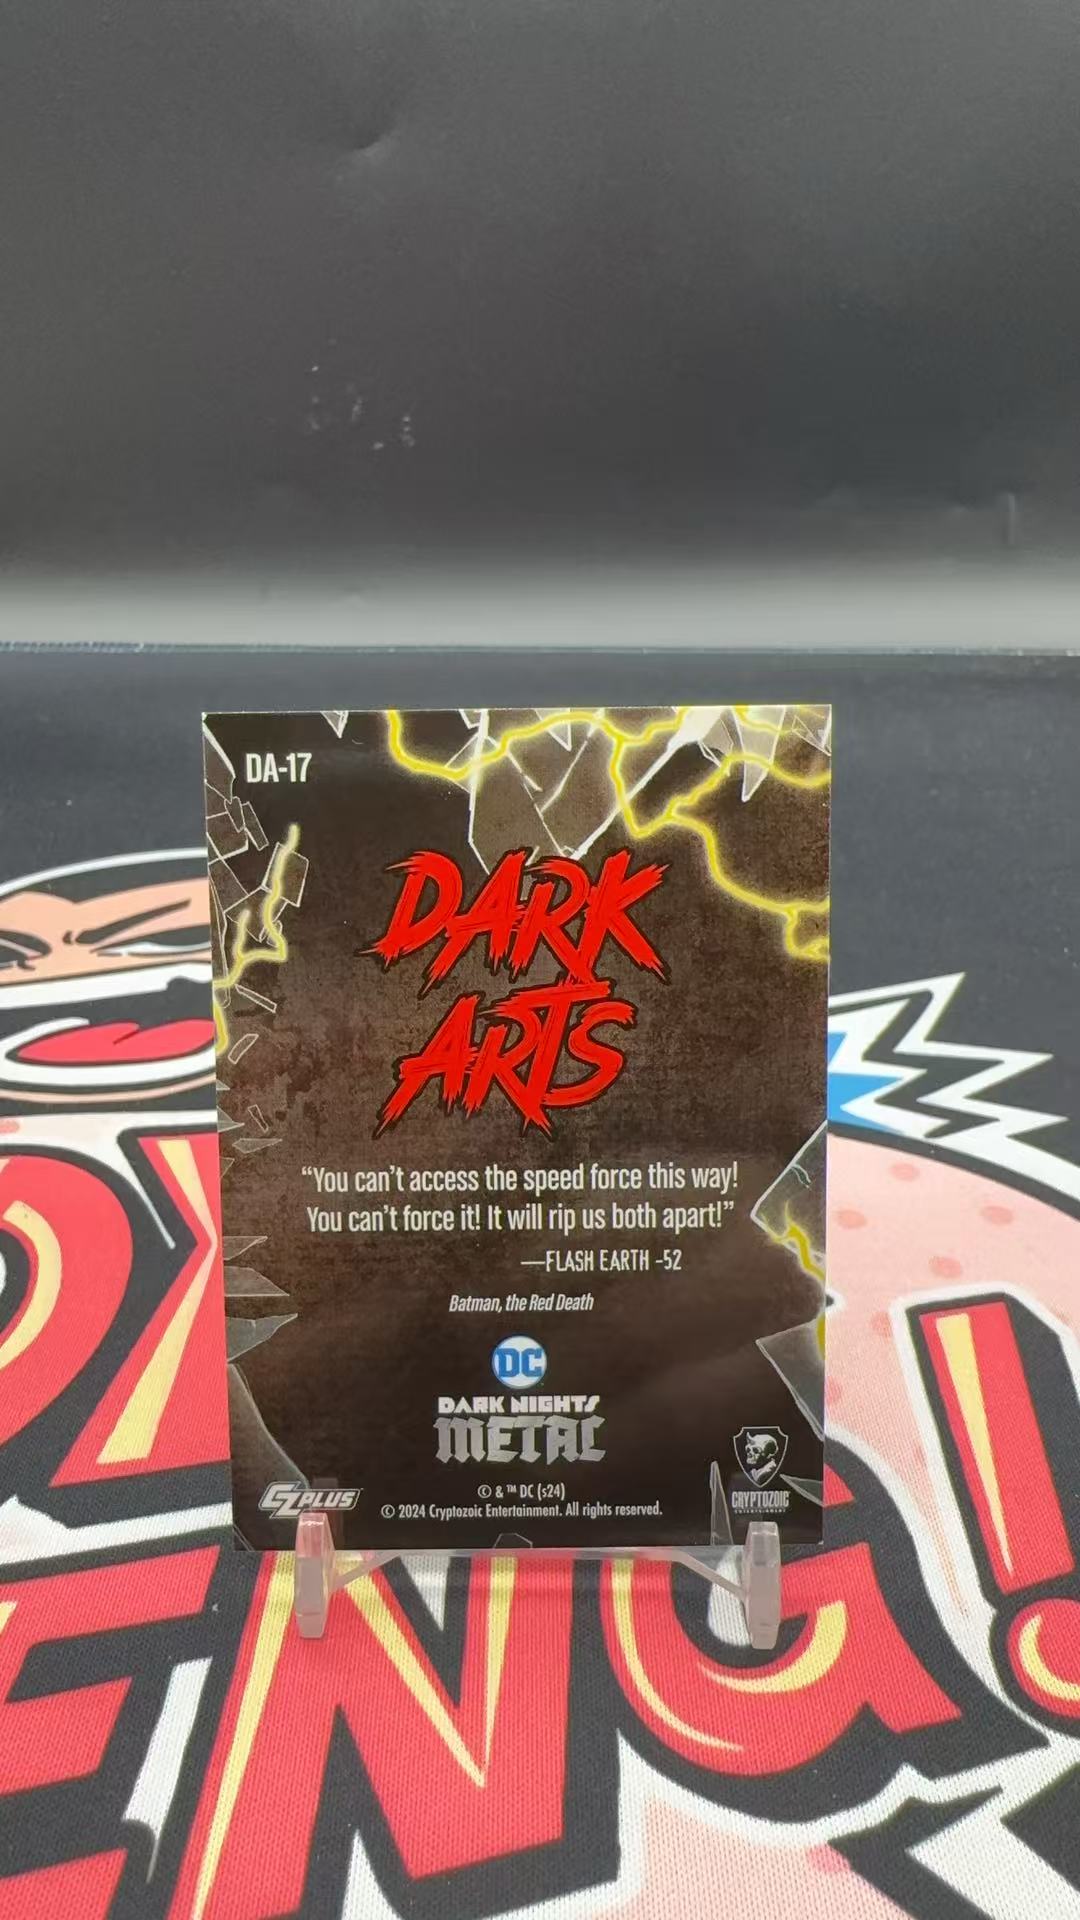 DA-17
DARK
ARTS
“You can’t access the speed force this way!
You can’t force it! It will rip us both apart!”
—FLASH EARTH -52
Batman, the Red Death
DC
DARK NIGHTS
METAL
CZPLUS
© & ™ DC (s24)
© 2024 Cryptozoic Entertainment. All rights reserved.
CRYPTOZOIC
ENTERTAINMENT
ENG!